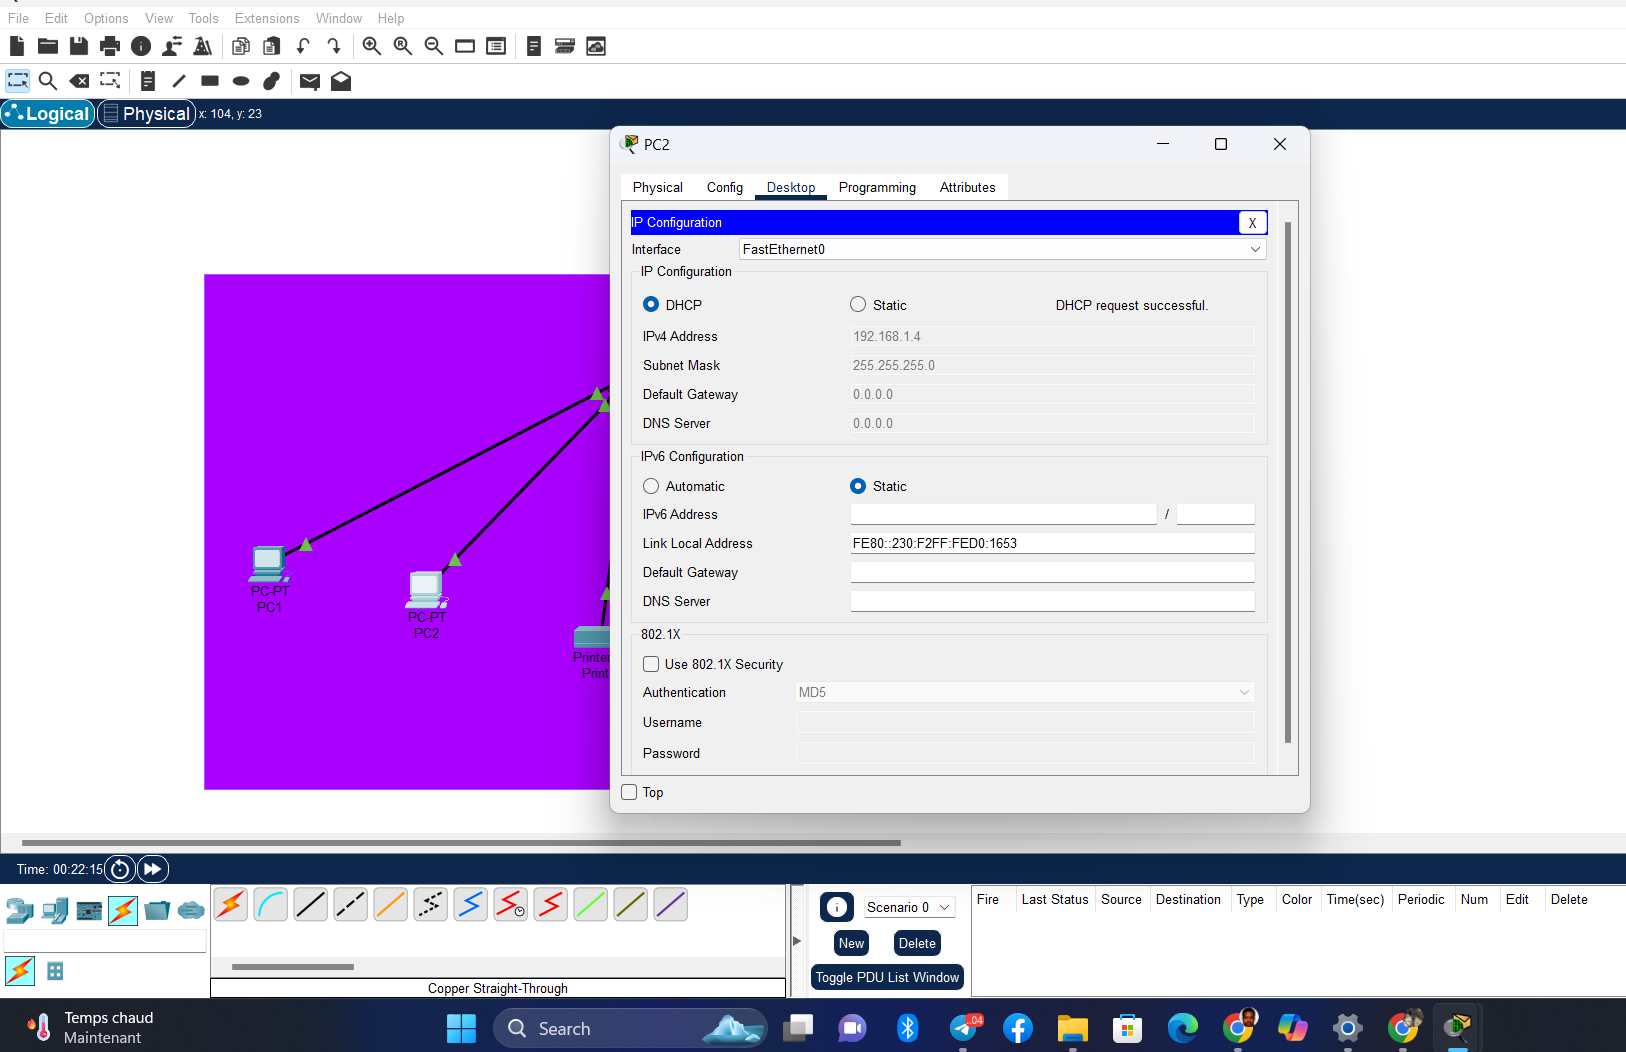 File Edit Options View Tools Extensions Window Help
Logical Physical x: 104, y: 23
PC2
Physical Config Desktop Programming Attributes
IP Configuration X
Interface FastEthernet0
IP Configuration
DHCP Static DHCP request successful.
IPv4 Address 192.168.1.4
Subnet Mask 255.255.255.0
Default Gateway 0.0.0.0
DNS Server 0.0.0.0
IPv6 Configuration
Automatic Static
IPv6 Address /
Link Local Address FE80::230:F2FF:FED0:1653
Default Gateway
DNS Server
802.1X
Use 802.1X Security
Authentication MD5
Username
Password
Top
PC-PT
PC1
PC-PT
PC2
Printer
Print
Time: 00:22:15
Scenario 0
New Delete
Toggle PDU List Window
Fire Last Status Source Destination Type Color Time(sec) Periodic Num Edit Delete
Copper Straight-Through
Temps chaud
Maintenant
Search
.04